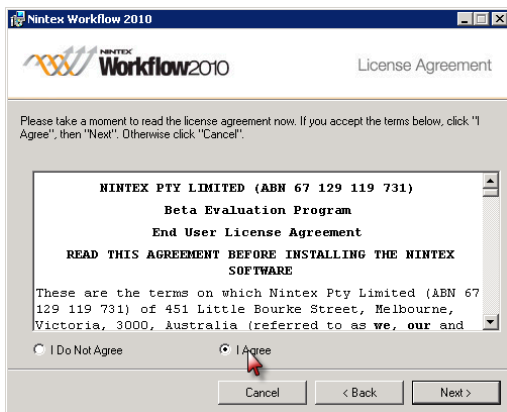 Nintex Workflow 2010
NINTEX
Workflow2010
License Agreement
Please take a moment to read the license agreement now. If you accept the terms below, click "I
Agree", then "Next". Otherwise click "Cancel".
NINTEX PTY LIMITED (ABN 67 129 119 731)
Beta Evaluation Program
End User License Agreement
READ THIS AGREEMENT BEFORE INSTALLING THE NINTEX
SOFTWARE
These are the terms on which Nintex Pty Limited (ABN 67
129 119 731) of 451 Little Bourke Street, Melbourne,
Victoria, 3000, Australia (referred to as we, our and
I Do Not Agree
I Agree
Cancel
< Back
Next >